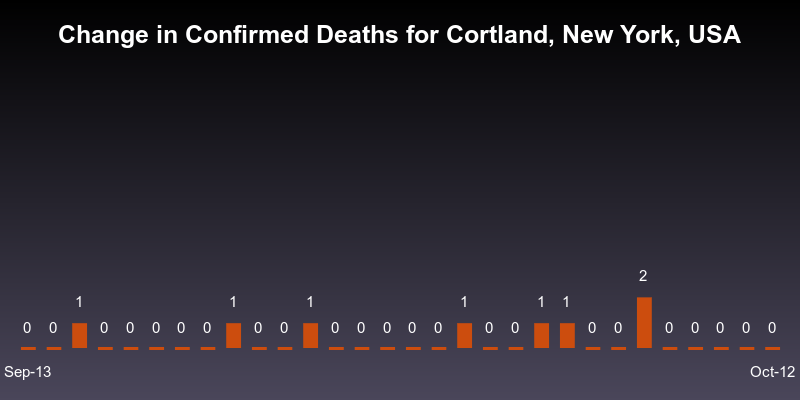 Change in Confirmed Deaths for Cortland, New York, USA
0 0 1 0 0 0 0 0 1 0 0 1 0 0 0 0 0 1 0 0 1 1 0 0 2 0 0 0 0 0
Sep-13 Oct-12